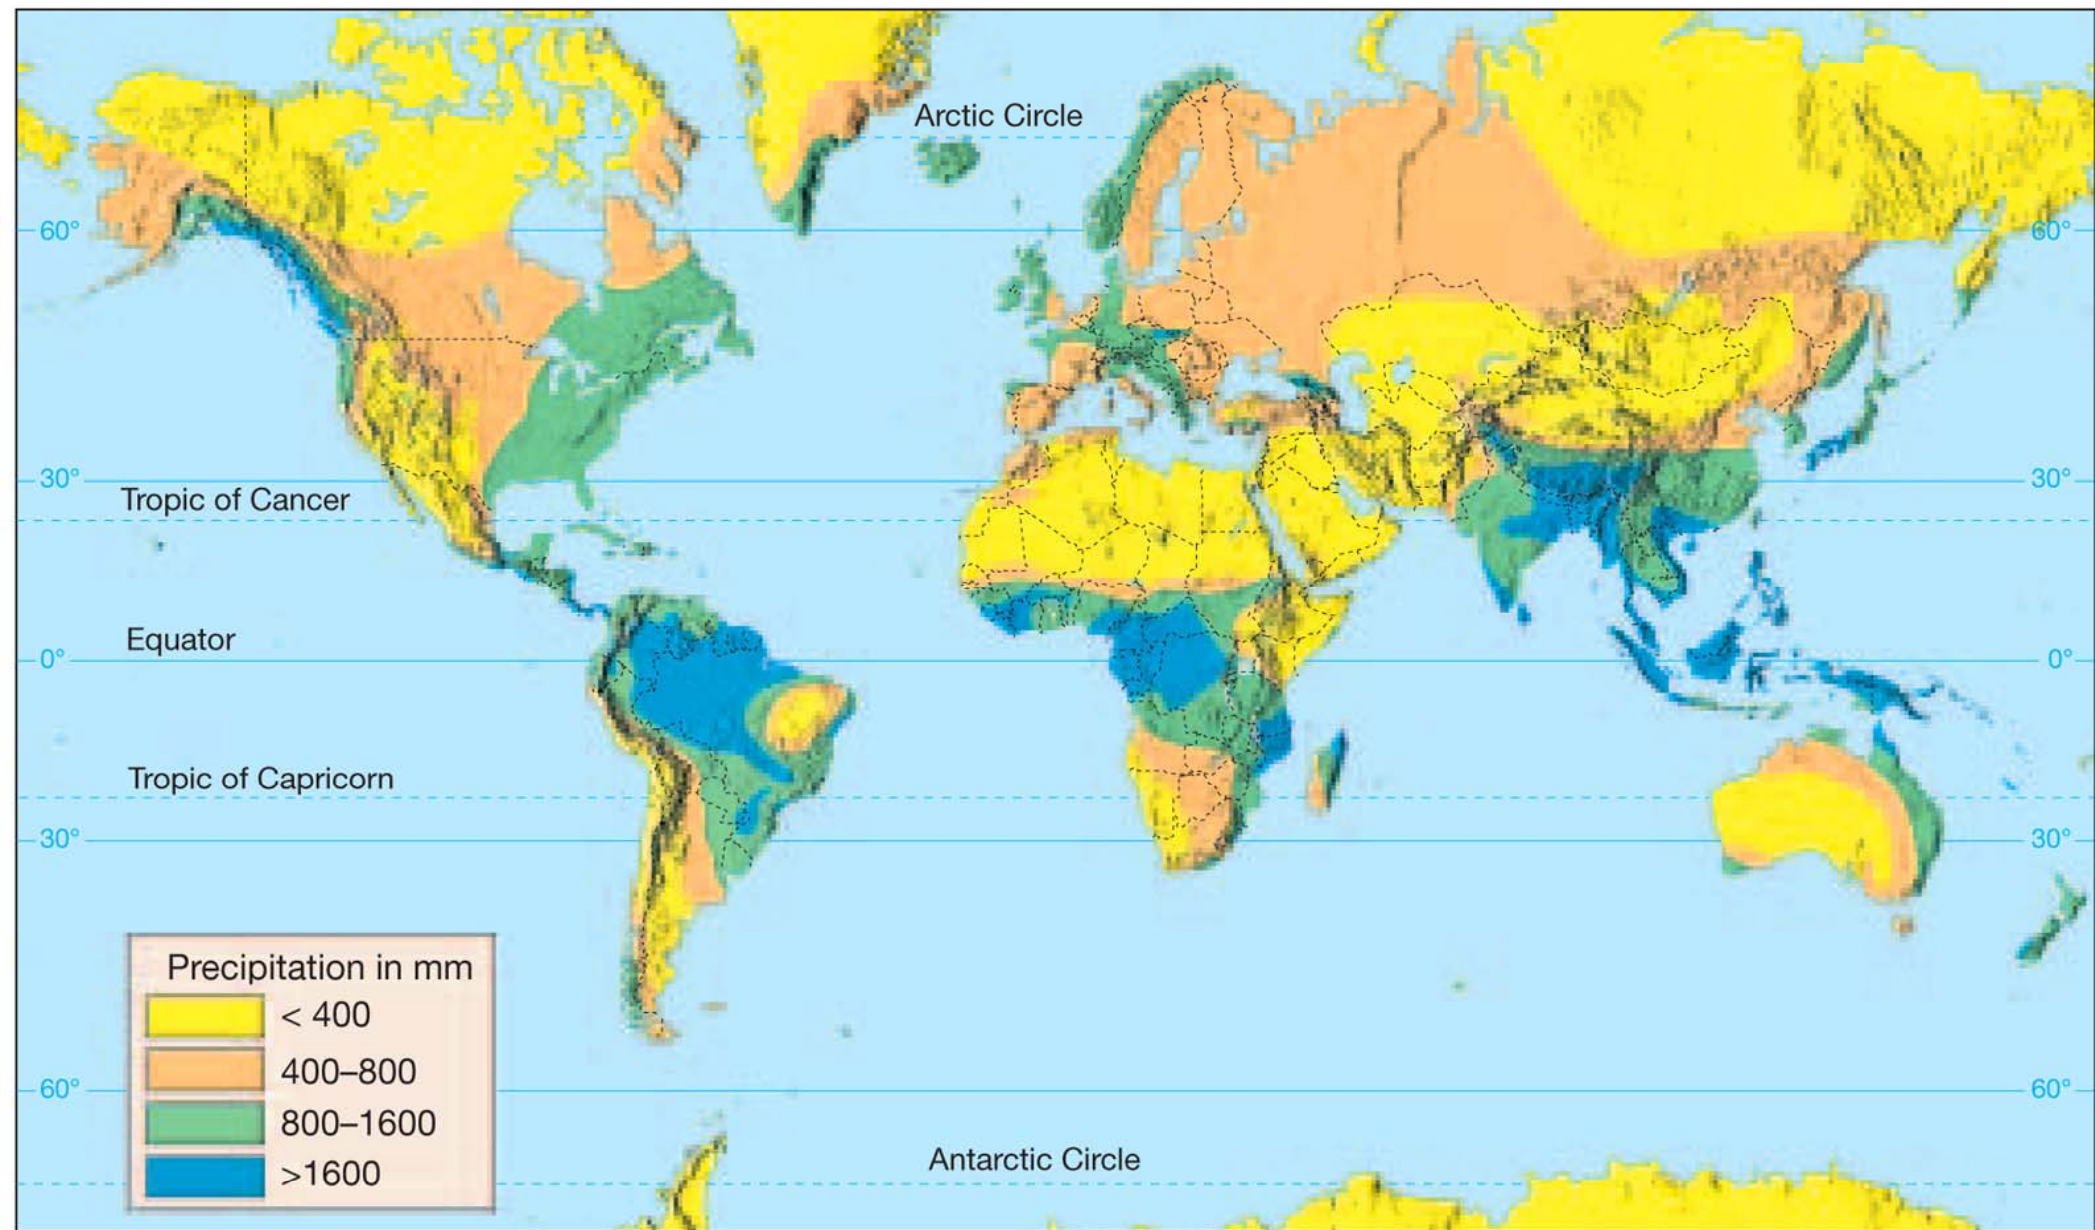 Arctic Circle
60°
60°
30°
30°
Tropic of Cancer
Equator
0°
0°
Tropic of Capricorn
30°
30°
Precipitation in mm
< 400
400–800
800–1600
>1600
60°
60°
Antarctic Circle